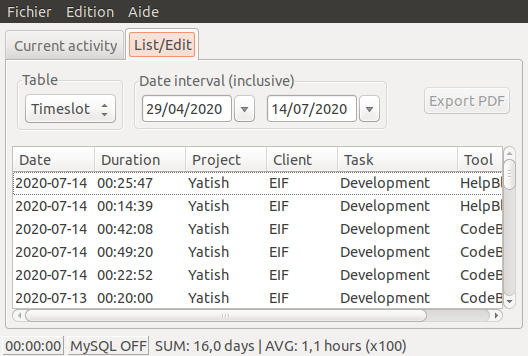 Fichier Edition Aide
Current activity List/Edit
Table Date interval (inclusive)
Timeslot 29/04/2020 14/07/2020 Export PDF
Date Duration Project Client Task Tool
2020-07-14 00:25:47 Yatish EIF Development HelpBl
2020-07-14 00:14:39 Yatish EIF Development HelpBl
2020-07-14 00:42:08 Yatish EIF Development CodeB
2020-07-14 00:49:20 Yatish EIF Development CodeB
2020-07-14 00:22:52 Yatish EIF Development CodeB
2020-07-13 00:20:00 Yatish EIF Development CodeB
00:00:00 MySQL OFF SUM: 16,0 days | AVG: 1,1 hours (x100)